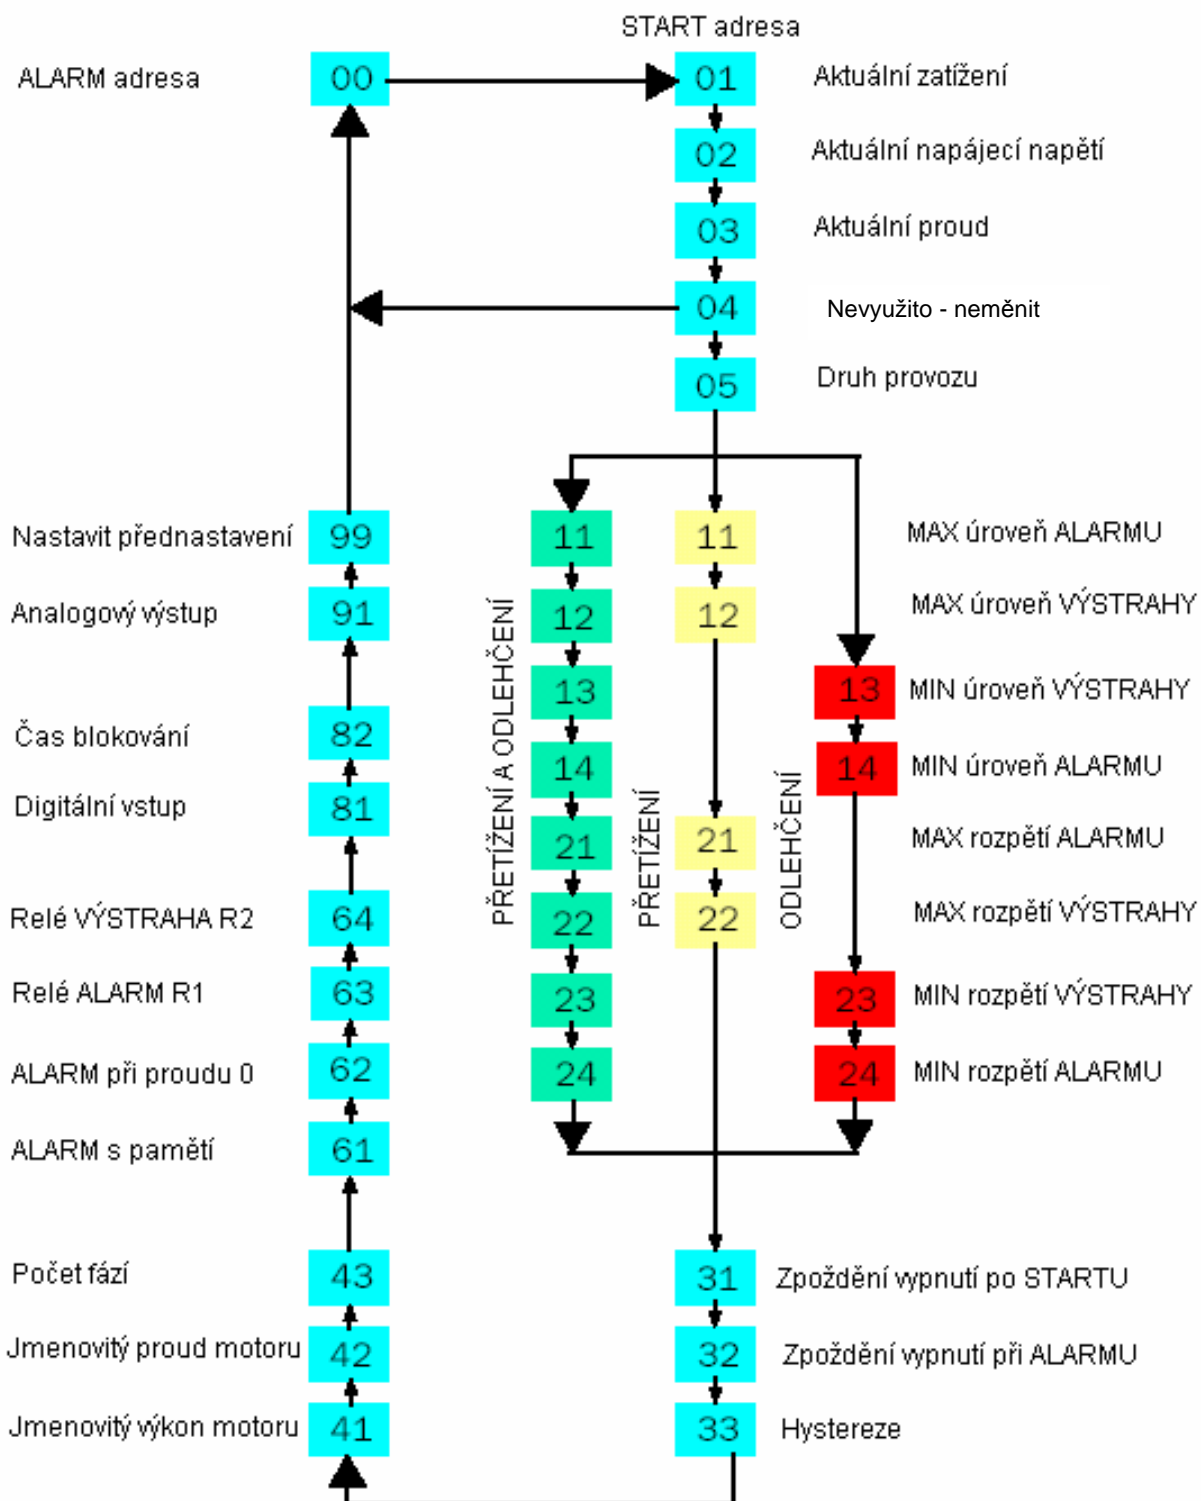 START adresa
ALARM adresa
00
01
Aktuální zatížení
02
Aktuální napájecí napětí
03
Aktuální proud
04
Nevyužito - neměnit
05
Druh provozu
Nastavit přednastavení
99
11
11
MAX úroveň ALARMU
Analogový výstup
91
12
12
MAX úroveň VÝSTRAHY
13
13
MIN úroveň VÝSTRAHY
Čas blokování
82
14
14
MIN úroveň ALARMU
Digitální vstup
81
21
21
MAX rozpětí ALARMU
PŘETÍŽENÍ A ODLEHČENÍ
PŘETÍŽENÍ
ODLEHČENÍ
Relé VÝSTRAHA R2
64
22
22
MAX rozpětí VÝSTRAHY
Relé ALARM R1
63
23
23
MIN rozpětí VÝSTRAHY
ALARM při proudu 0
62
24
24
MIN rozpětí ALARMU
ALARM s pamětí
61
Počet fází
43
31
Zpoždění vypnutí po STARTU
Jmenovitý proud motoru
42
32
Zpoždění vypnutí při ALARMU
Jmenovitý výkon motoru
41
33
Hystereze